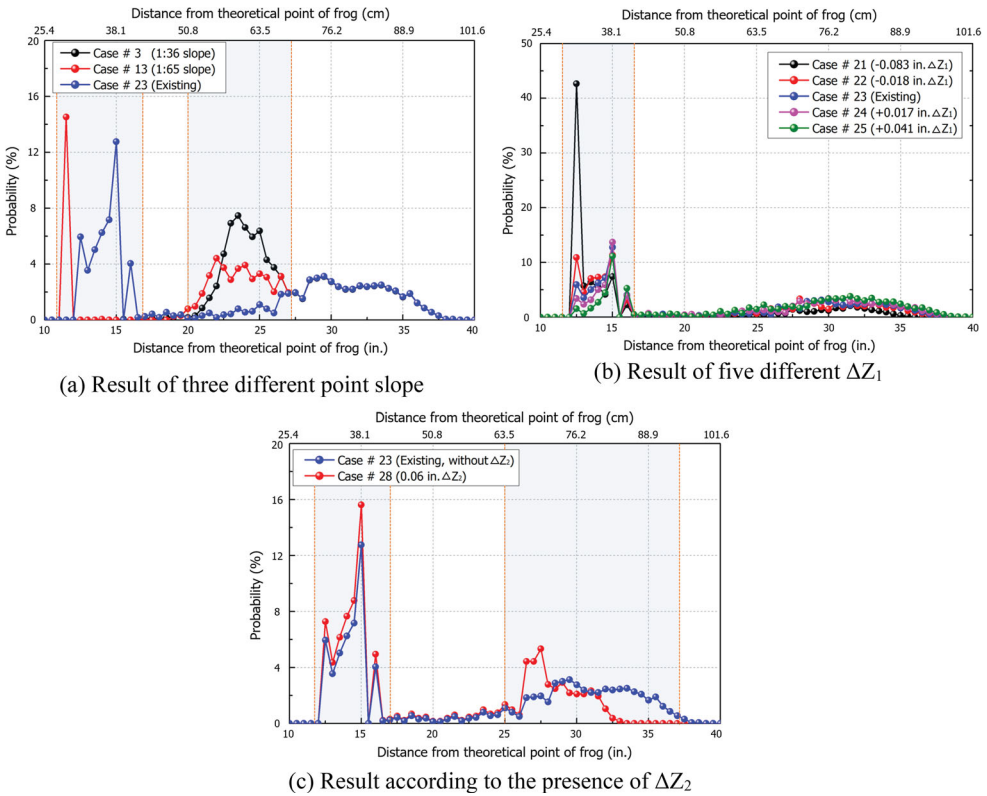 Distance from theoretical point of frog (cm)
25.4 38.1 50.8 63.5 76.2 88.9 101.6
20
16
12
8
4
0
Probability (%)
Case # 3 (1:36 slope)
Case # 13 (1:65 slope)
Case # 23 (Existing)
10 15 20 25 30 35 40
Distance from theoretical point of frog (in.)
(a) Result of three different point slope
Distance from theoretical point of frog (cm)
25.4 38.1 50.8 63.5 76.2 88.9 101.6
50
40
30
20
10
0
Probability (%)
Case # 21 (-0.083 in. ΔZ₁)
Case # 22 (-0.018 in. ΔZ₁)
Case # 23 (Existing)
Case # 24 (+0.017 in. ΔZ₁)
Case # 25 (+0.041 in. ΔZ₁)
10 15 20 25 30 35 40
Distance from theoretical point of frog (in.)
(b) Result of five different ΔZ₁
Distance from theoretical point of frog (cm)
25.4 38.1 50.8 63.5 76.2 88.9 101.6
20
16
12
8
4
0
Probability (%)
Case # 23 (Existing, without ΔZ₂)
Case # 28 (0.06 in. ΔZ₂)
10 15 20 25 30 35 40
Distance from theoretical point of frog (in.)
(c) Result according to the presence of ΔZ₂